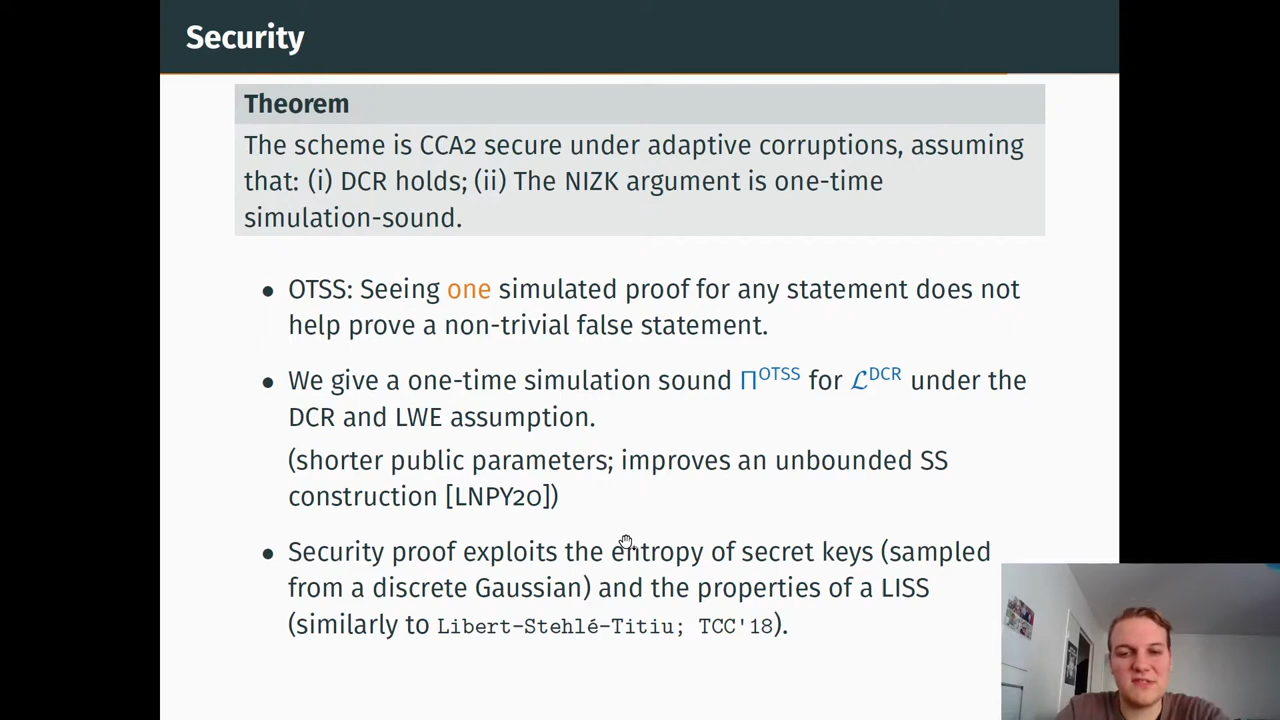 Security
Theorem
The scheme is CCA2 secure under adaptive corruptions, assuming
that: (i) DCR holds; (ii) The NIZK argument is one-time
simulation-sound.
• OTSS: Seeing one simulated proof for any statement does not
help prove a non-trivial false statement.
• We give a one-time simulation sound Π^OTSS for ℒ^DCR under the
DCR and LWE assumption.
(shorter public parameters; improves an unbounded SS
construction [LNPY20])
• Security proof exploits the entropy of secret keys (sampled
from a discrete Gaussian) and the properties of a LISS
(similarly to Libert-Stehlé-Titiu; TCC'18).